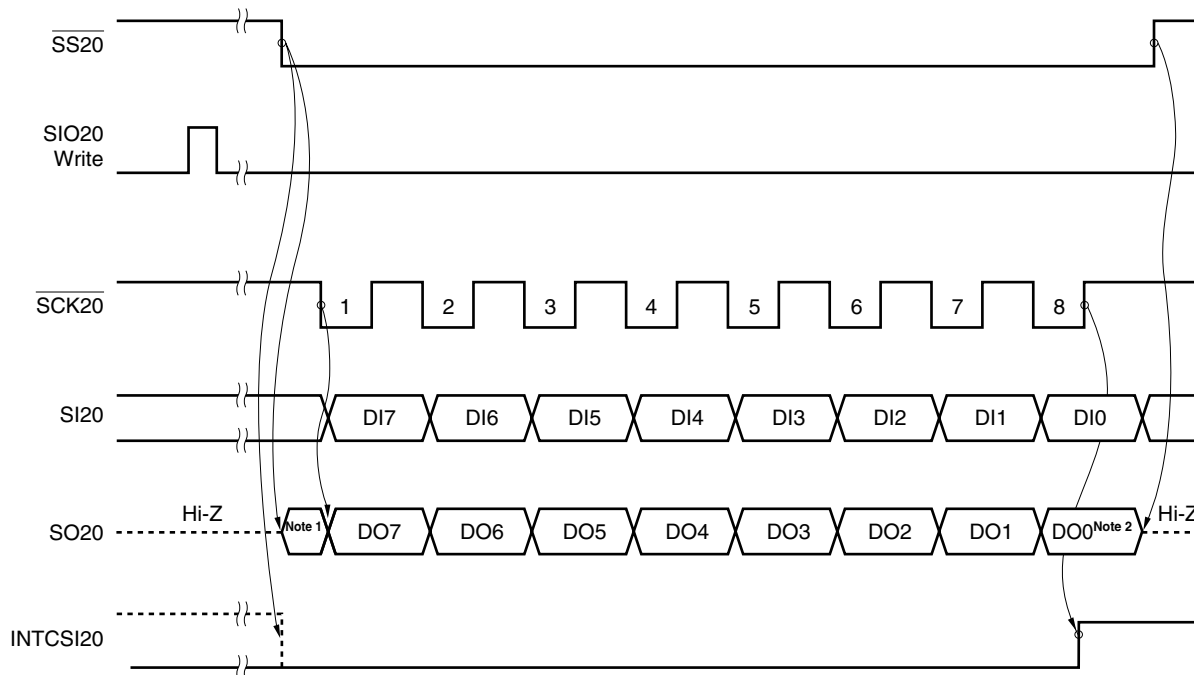 SS20
SIO20
Write
SCK20
1 2 3 4 5 6 7 8
SI20
DI7 DI6 DI5 DI4 DI3 DI2 DI1 DI0
SO20
Hi-Z Note 1 DO7 DO6 DO5 DO4 DO3 DO2 DO1 DO0 Note 2 Hi-Z
INTCSI20